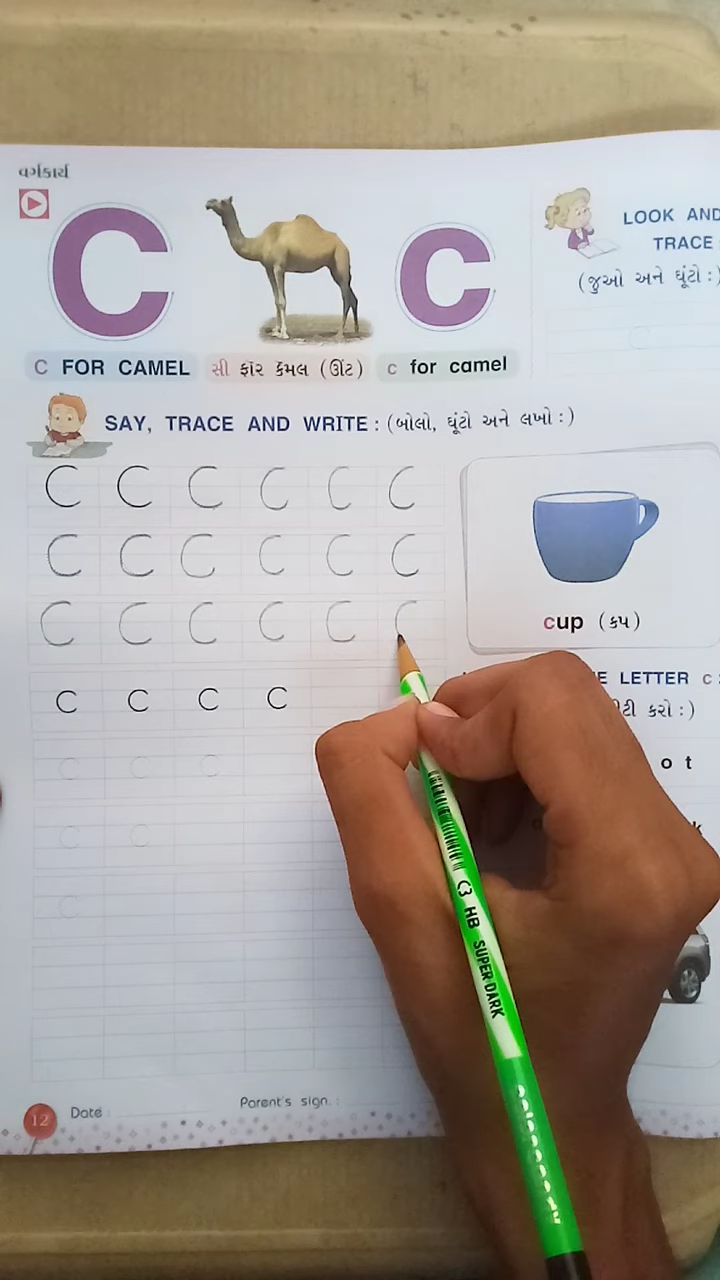 વર્ગકાર્ય
C c
C FOR CAMEL સી ફૉર કૅમલ (ઊંટ) c for camel
LOOK AND
TRACE :
(જુઓ અને ઘૂંટો :)
C
SAY, TRACE AND WRITE : (બોલો, ઘૂંટો અને લખો :)
C C C C C C
C C C C C C
C C C C C C
cup (કપ)
c c c c
E LETTER c :
કરો :)
c c c
o t
c c
k
c
C3 HB SUPER DARK
12 Date : Parent's sign. :